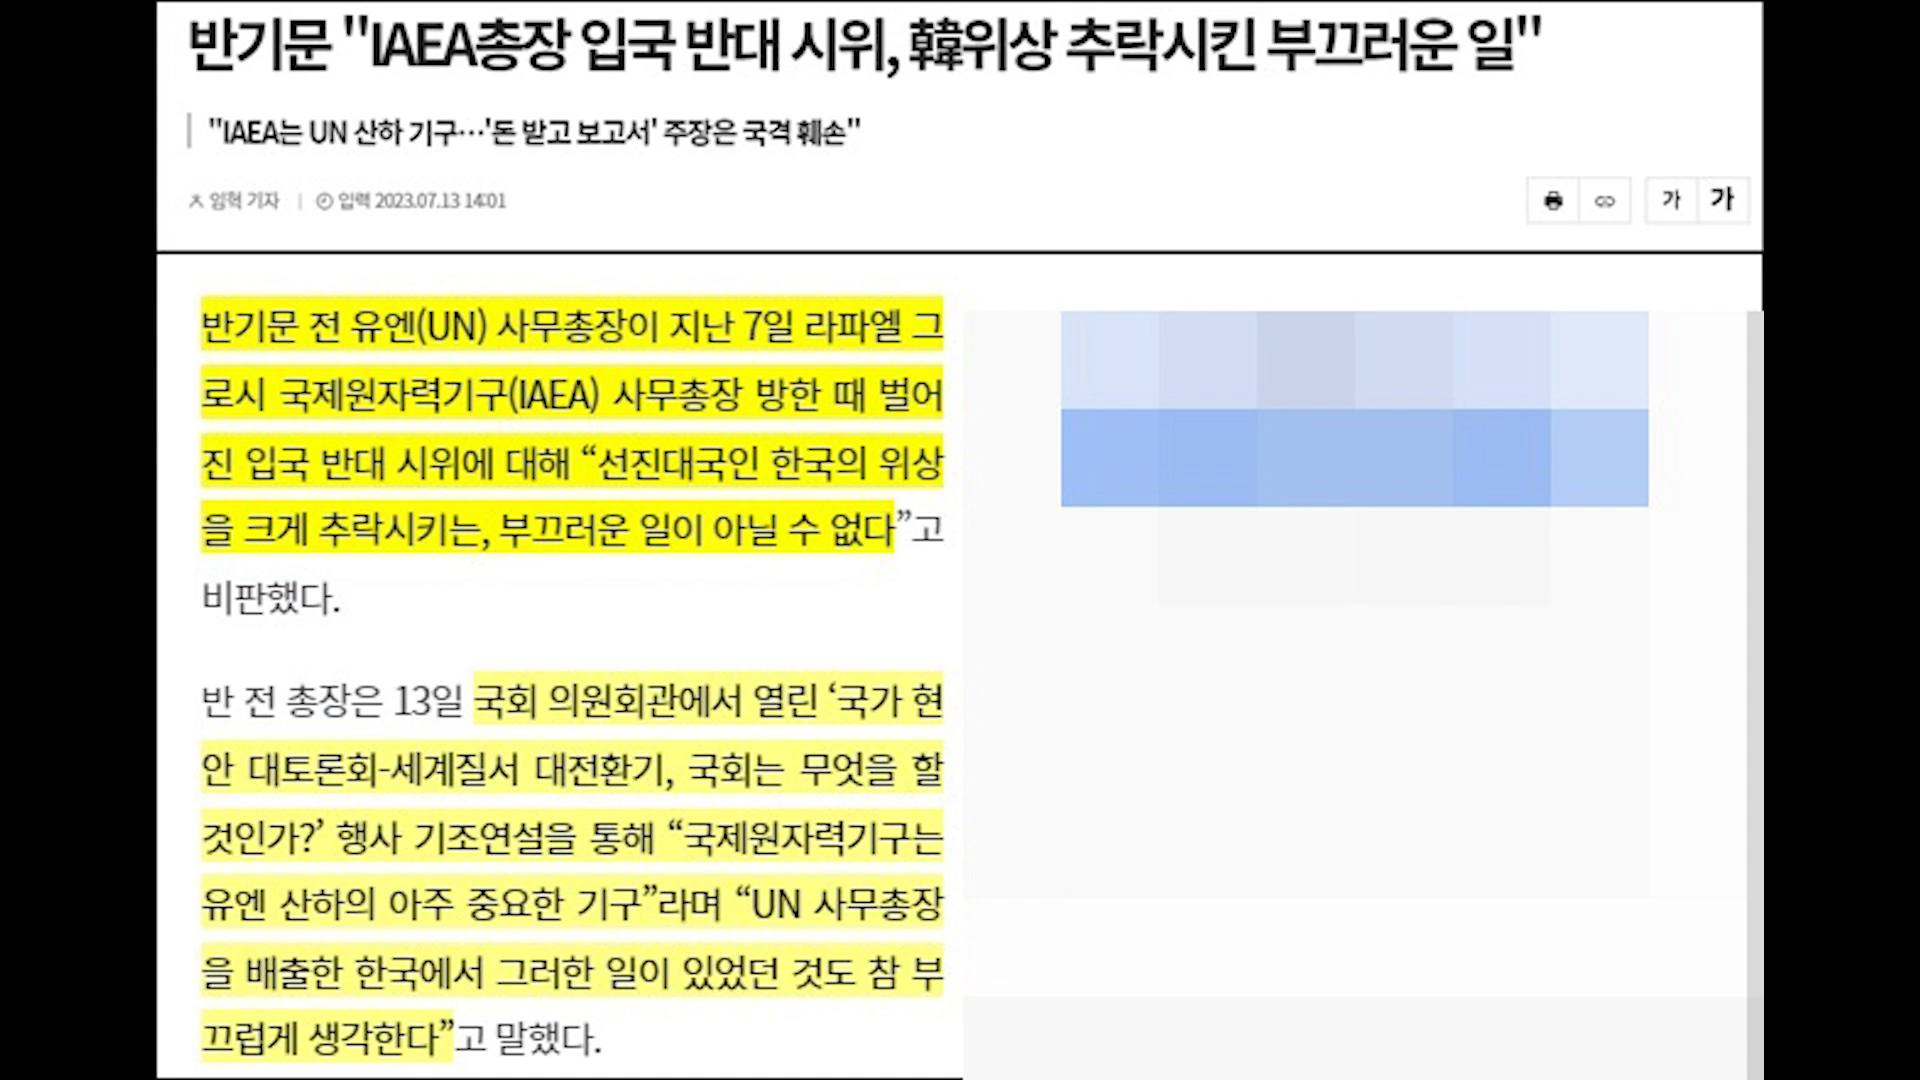 반기문 "IAEA총장 입국 반대 시위, 韓위상 추락시킨 부끄러운 일"
"IAEA는 UN 산하 기구…'돈 받고 보고서' 주장은 국격 훼손"
임혁 기자 | 입력 2023.07.13 14:01
가 가
반기문 전 유엔(UN) 사무총장이 지난 7일 라파엘 그
로시 국제원자력기구(IAEA) 사무총장 방한 때 벌어
진 입국 반대 시위에 대해 “선진대국인 한국의 위상
을 크게 추락시키는, 부끄러운 일이 아닐 수 없다”고
비판했다.
반 전 총장은 13일 국회 의원회관에서 열린 ‘국가 현
안 대토론회-세계질서 대전환기, 국회는 무엇을 할
것인가?’ 행사 기조연설을 통해 “국제원자력기구는
유엔 산하의 아주 중요한 기구”라며 “UN 사무총장
을 배출한 한국에서 그러한 일이 있었던 것도 참 부
끄럽게 생각한다”고 말했다.